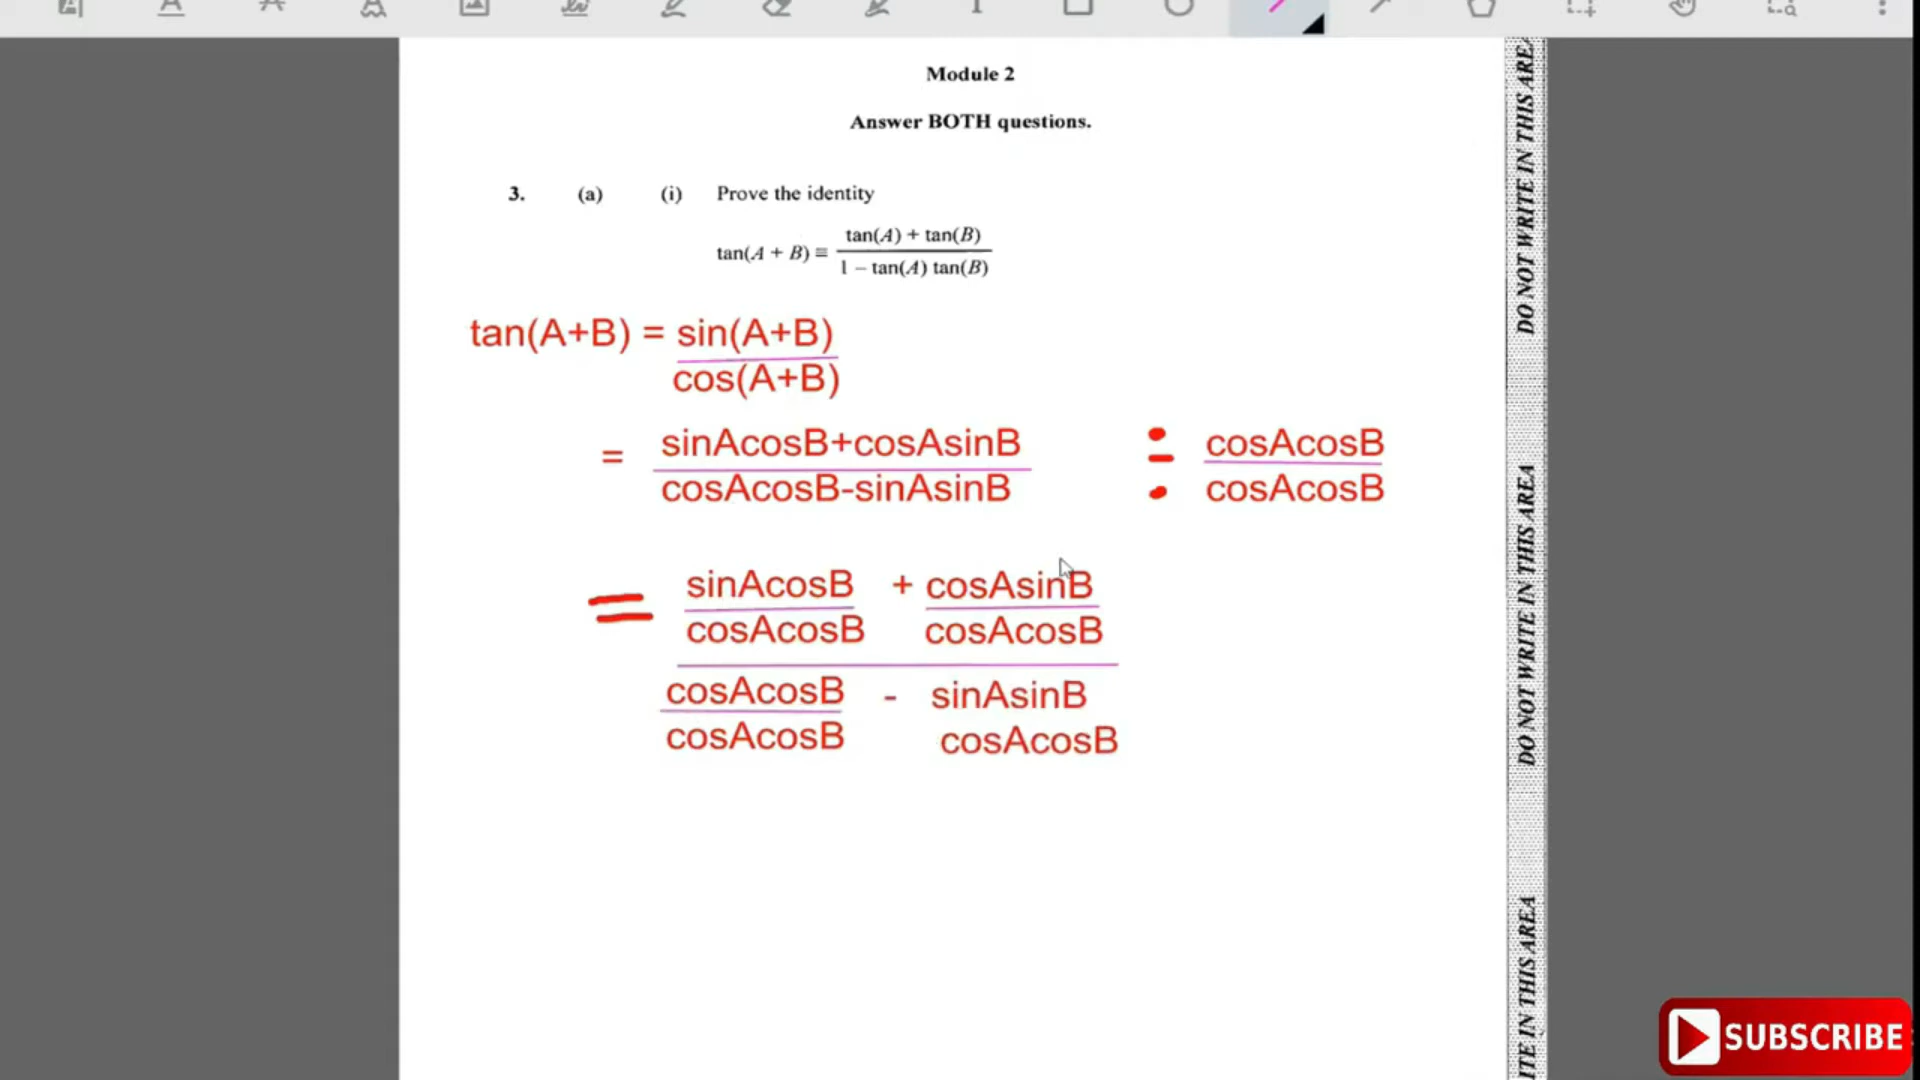 Module 2
Answer BOTH questions.
3. (a) (i) Prove the identity
tan(A + B) ≡ tan(A) + tan(B)
1 – tan(A) tan(B)
tan(A+B) = sin(A+B)
cos(A+B)
= sinAcosB+cosAsinB ÷ cosAcosB
cosAcosB-sinAsinB cosAcosB
= sinAcosB + cosAsinB
cosAcosB cosAcosB
cosAcosB - sinAsinB
cosAcosB cosAcosB
DO NOT WRITE IN THIS AREA
DO NOT WRITE IN THIS AREA
ITE IN THIS AREA
SUBSCRIBE